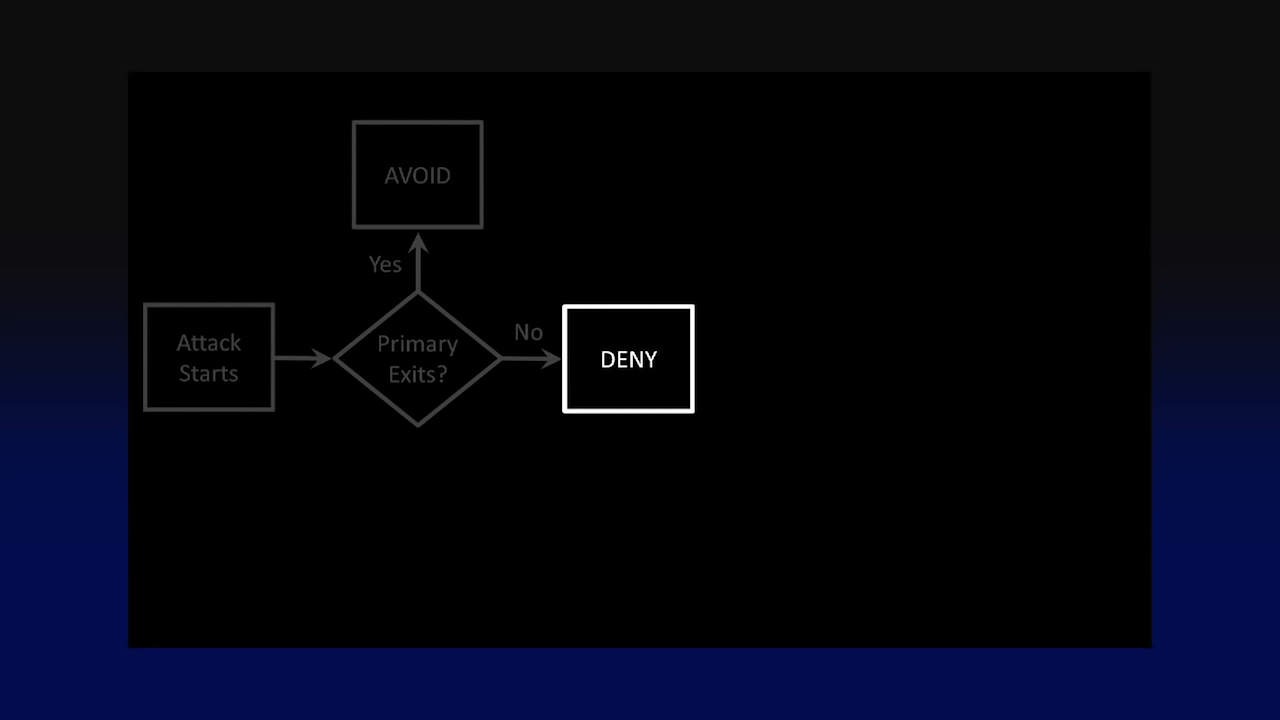 AVOID
Yes
Attack
Starts
Primary
Exits?
No
DENY